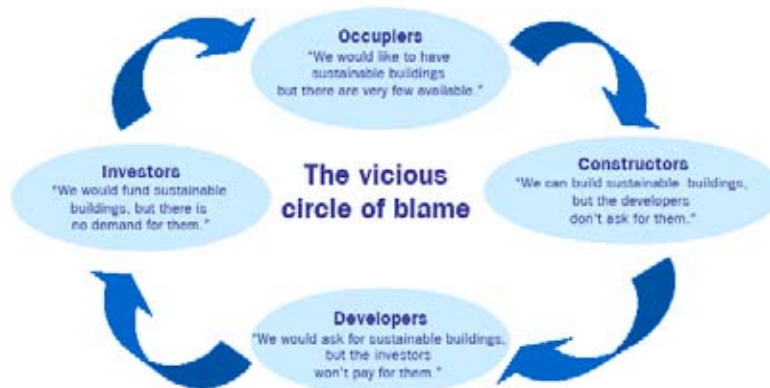 Occupiers
"We would like to have
sustainable buildings
but there are very few available."
Investors
"We would fund sustainable
buildings, but there is
no demand for them."
The vicious
circle of blame
Constructors
"We can build sustainable buildings,
but the developers
don't ask for them."
Developers
"We would ask for sustainable buildings,
but the investors
won't pay for them."